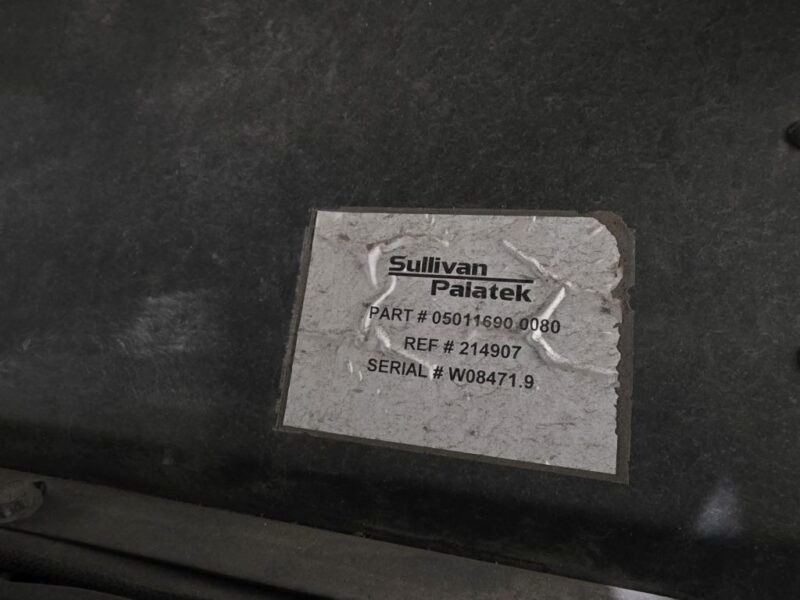 Sullivan
Palatek
PART # 05011690.0080
REF # 214907
SERIAL # W08471.9